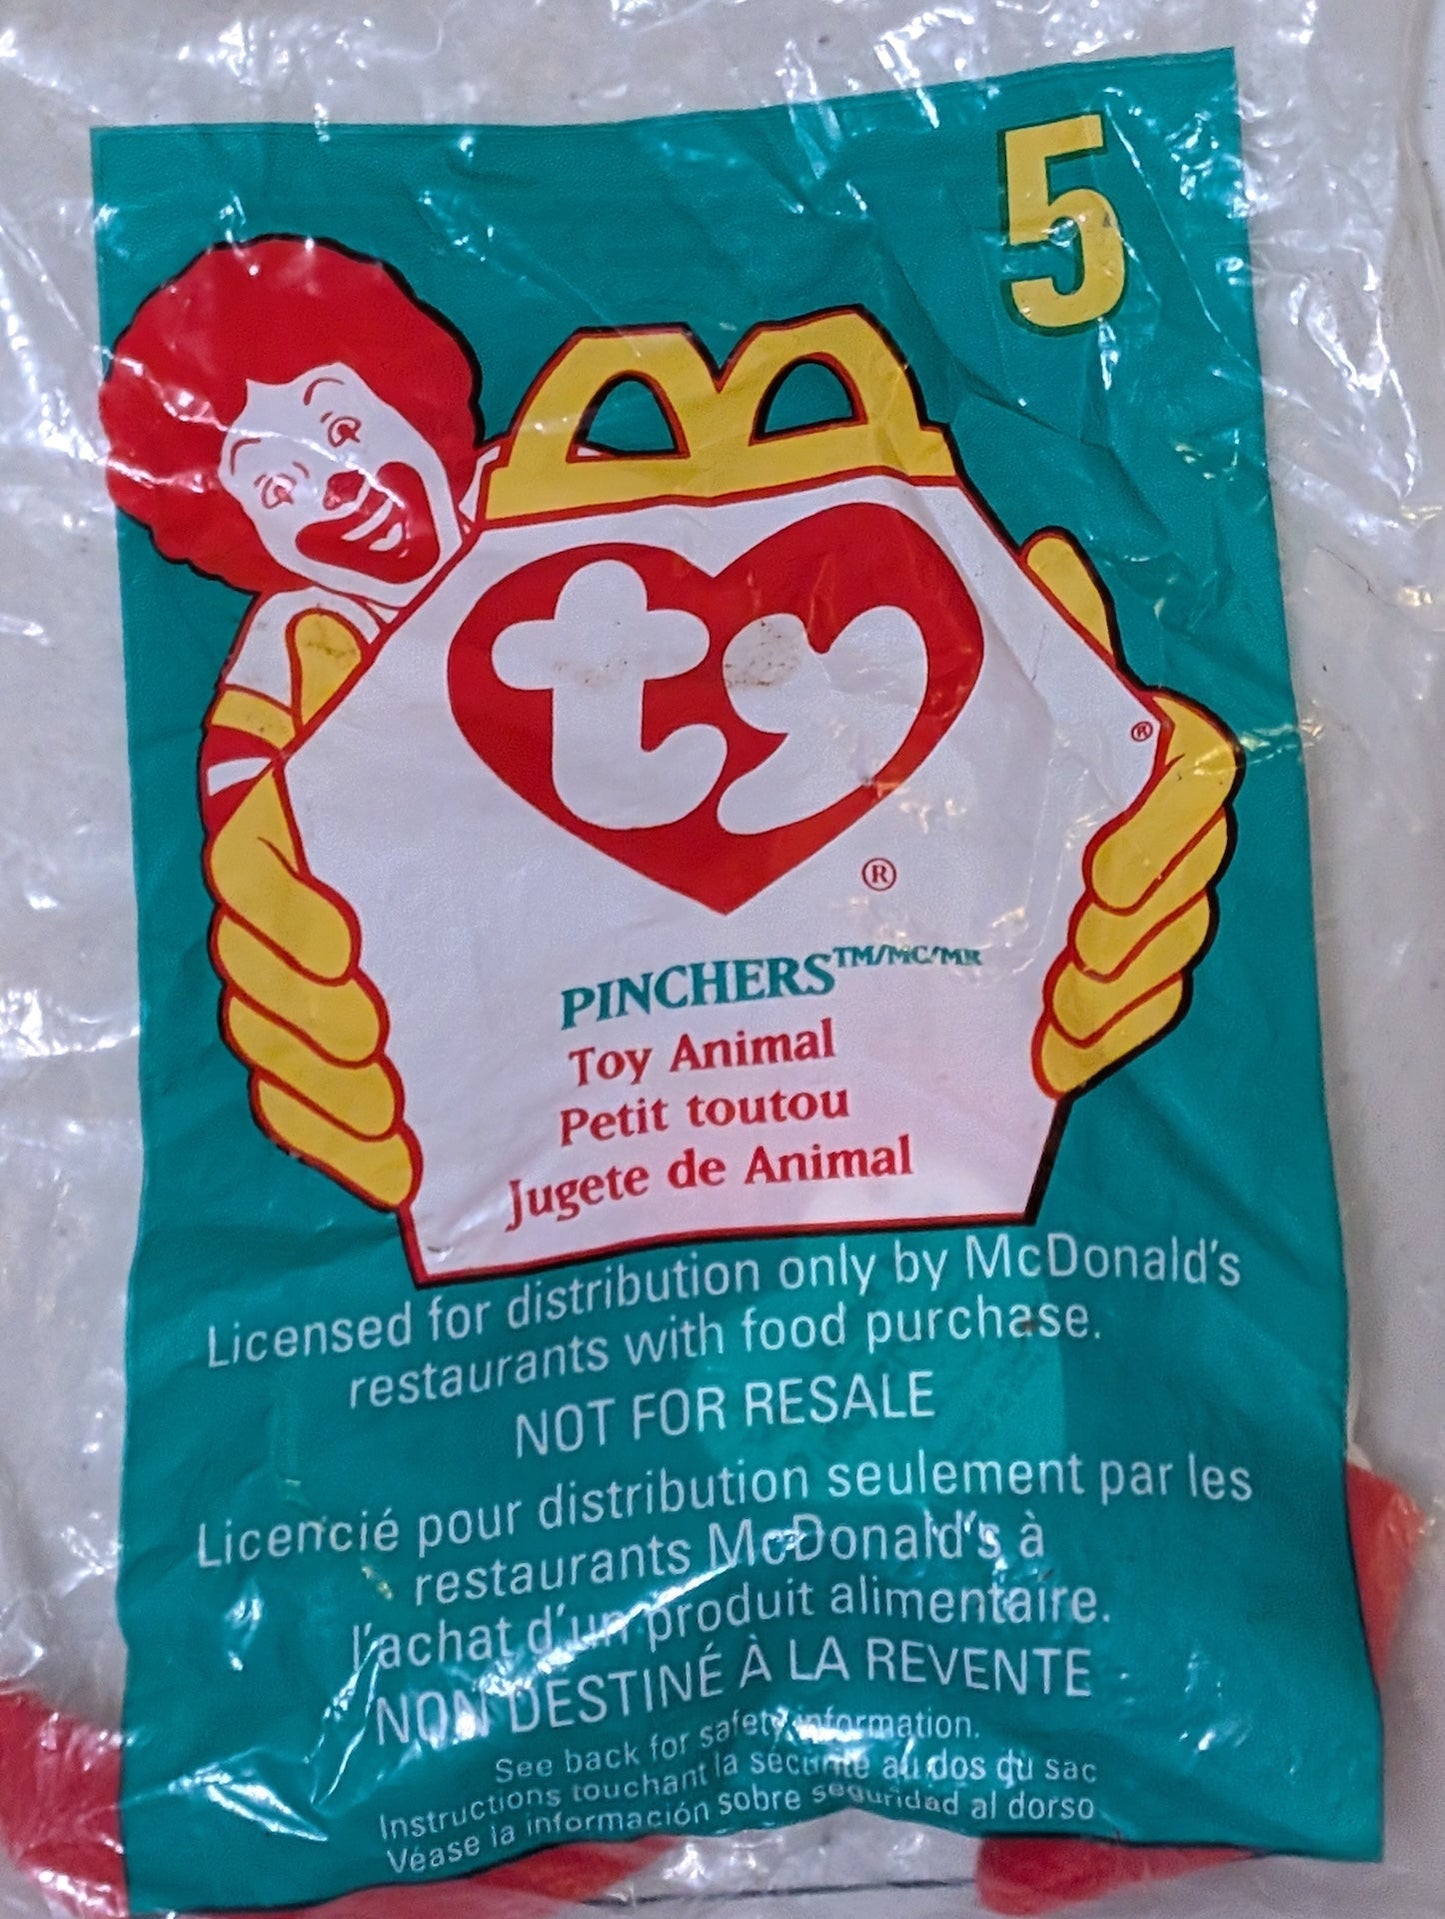 5
ty
®
®
PINCHERS™/MC/MR
Toy Animal
Petit toutou
Jugete de Animal
Licensed for distribution only by McDonald's
restaurants with food purchase.
NOT FOR RESALE
Licencié pour distribution seulement par les
restaurants McDonald's à
l'achat d'un produit alimentaire.
NON DESTINÉ À LA REVENTE
See back for safety information.
Instructions touchant la sécurité au dos du sac
Véase la información sobre seguridad al dorso